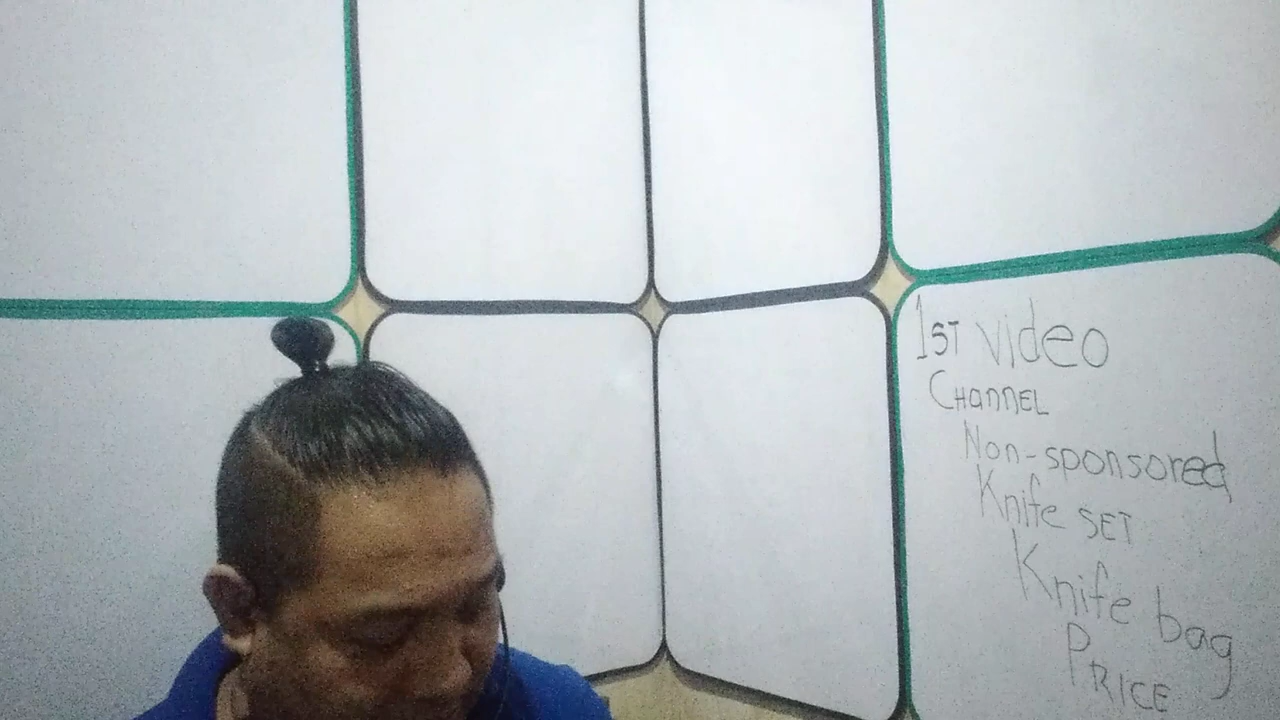 1ST Video
CHANNEL
Non-sponsored
Knife SET
Knife bag
PRICE